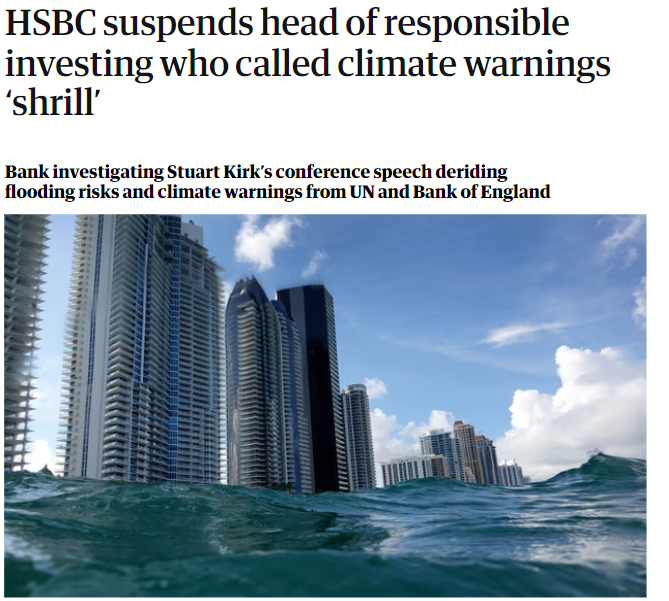 HSBC suspends head of responsible
investing who called climate warnings
‘shrill’
Bank investigating Stuart Kirk’s conference speech deriding
flooding risks and climate warnings from UN and Bank of England